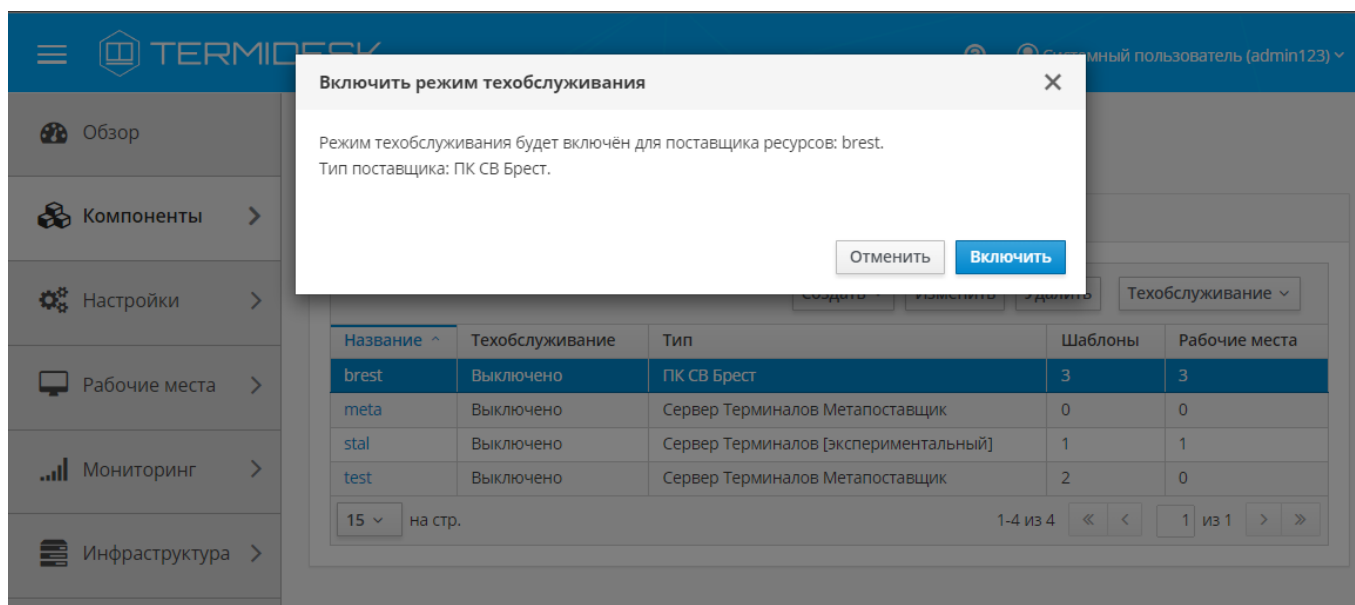 TERMIDESK
Системный пользователь (admin123)
Включить режим техобслуживания
Режим техобслуживания будет включён для поставщика ресурсов: brest.
Тип поставщика: ПК СВ Брест.
Отменить Включить
Обзор
Компоненты
Настройки
Рабочие места
Мониторинг
Инфраструктура
Создать Изменить Удалить Техобслуживание
Название Техобслуживание Тип Шаблоны Рабочие места
brest Выключено ПК СВ Брест 3 3
meta Выключено Сервер Терминалов Метапоставщик 0 0
stal Выключено Сервер Терминалов [экспериментальный] 1 1
test Выключено Сервер Терминалов Метапоставщик 2 0
15 на стр. 1-4 из 4 1 из 1